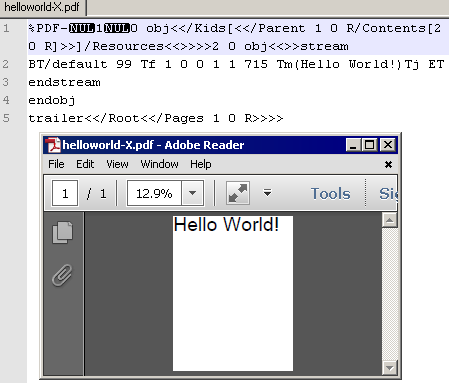 helloworld-X.pdf
1 %PDF-NUL1NUL0 obj<</Kids[<</Parent 1 0 R/Contents[2
0 R]>>]/Resources<<>>>>2 0 obj<<>>stream
2 BT/default 99 Tf 1 0 0 1 1 715 Tm(Hello World!)Tj ET
3 endstream
4 endobj
5 trailer<</Root<</Pages 1 0 R>>>>
helloworld-X.pdf - Adobe Reader
File Edit View Window Help
1 / 1 12.9% Tools
Hello World!